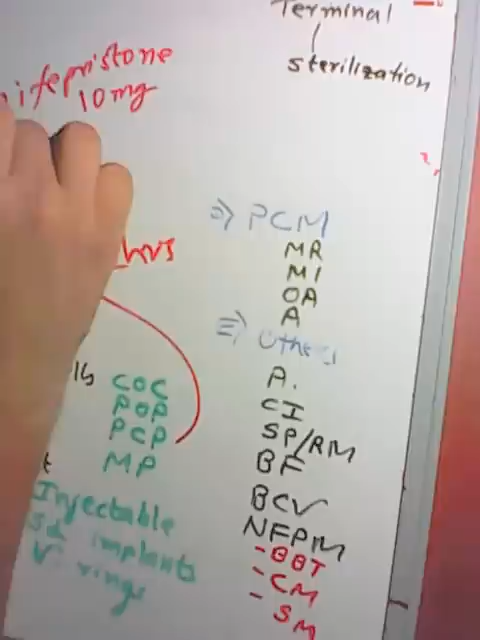 Terminal
sterilization
ifepristone
10mg
⇒) PCM
MR
MI
OA
A
hrs
⇒) Others
A.
CI
SP/RM
BF
BCV
NFPM
- BBT
- CM
- SM
COC
POP
PCP
MP
Injectable
Sd implants
V. rings